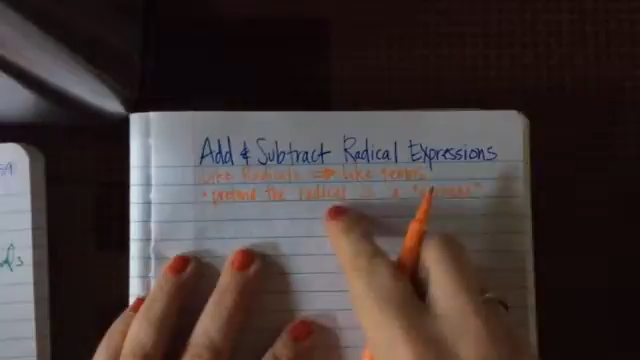 Add & Subtract Radical Expressions
Like Radicals ⇒ like terms
• pretend the radical is a